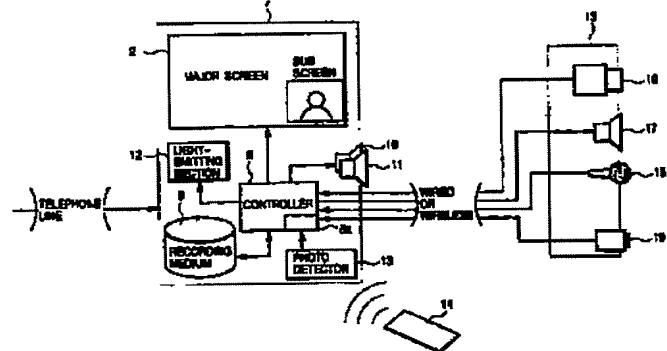 2
MAJOR SCREEN
SUB
SCREEN
15
16
12
LIGHT-
EMITTING
SECTION
10
11
17
TELEPHONE
LINE
CONTROLLER
WIRED
OR
WIRELESS
RECORDING
MEDIUM
PHOTO
DETECTOR
13
19
14